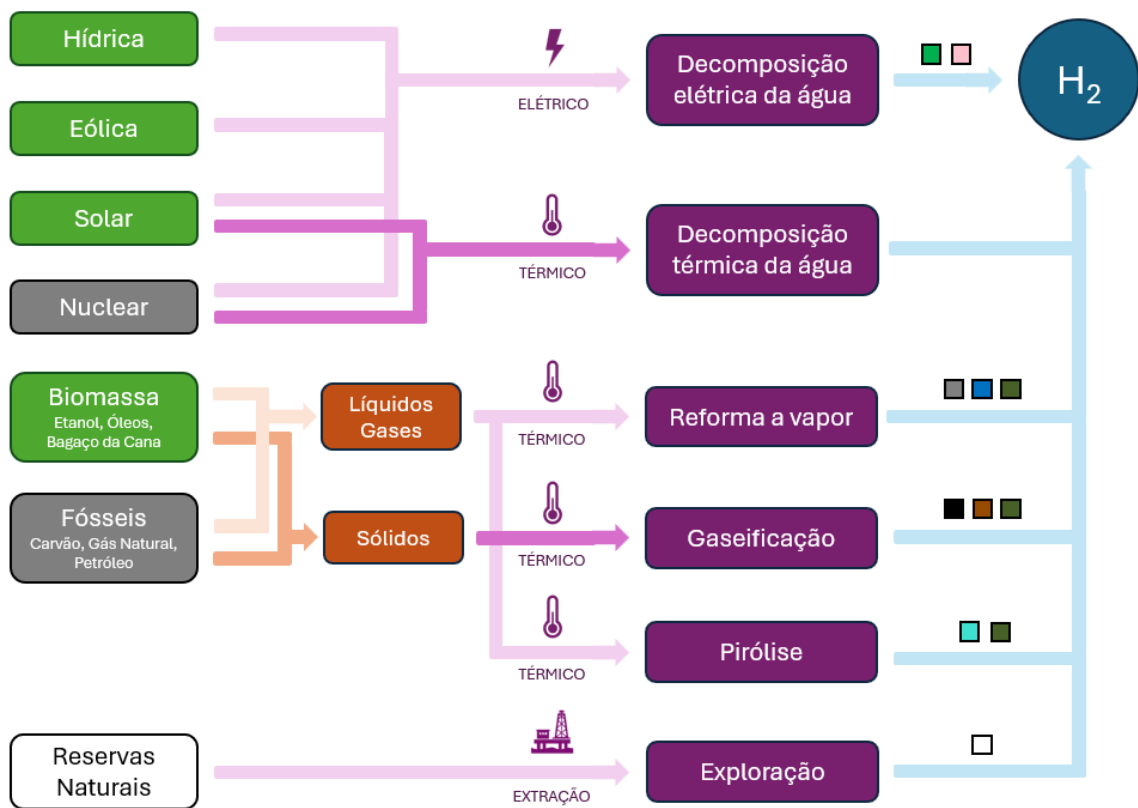 Hídrica
Eólica
Solar
Nuclear
Biomassa
Etanol, Óleos,
Bagaço da Cana
Fósseis
Carvão, Gás Natural,
Petróleo
Reservas
Naturais
Líquidos
Gases
Sólidos
ELÉTRICO
TÉRMICO
TÉRMICO
TÉRMICO
TÉRMICO
EXTRAÇÃO
Decomposição
elétrica da água
Decomposição
térmica da água
Reforma a vapor
Gaseificação
Pirólise
Exploração
H₂